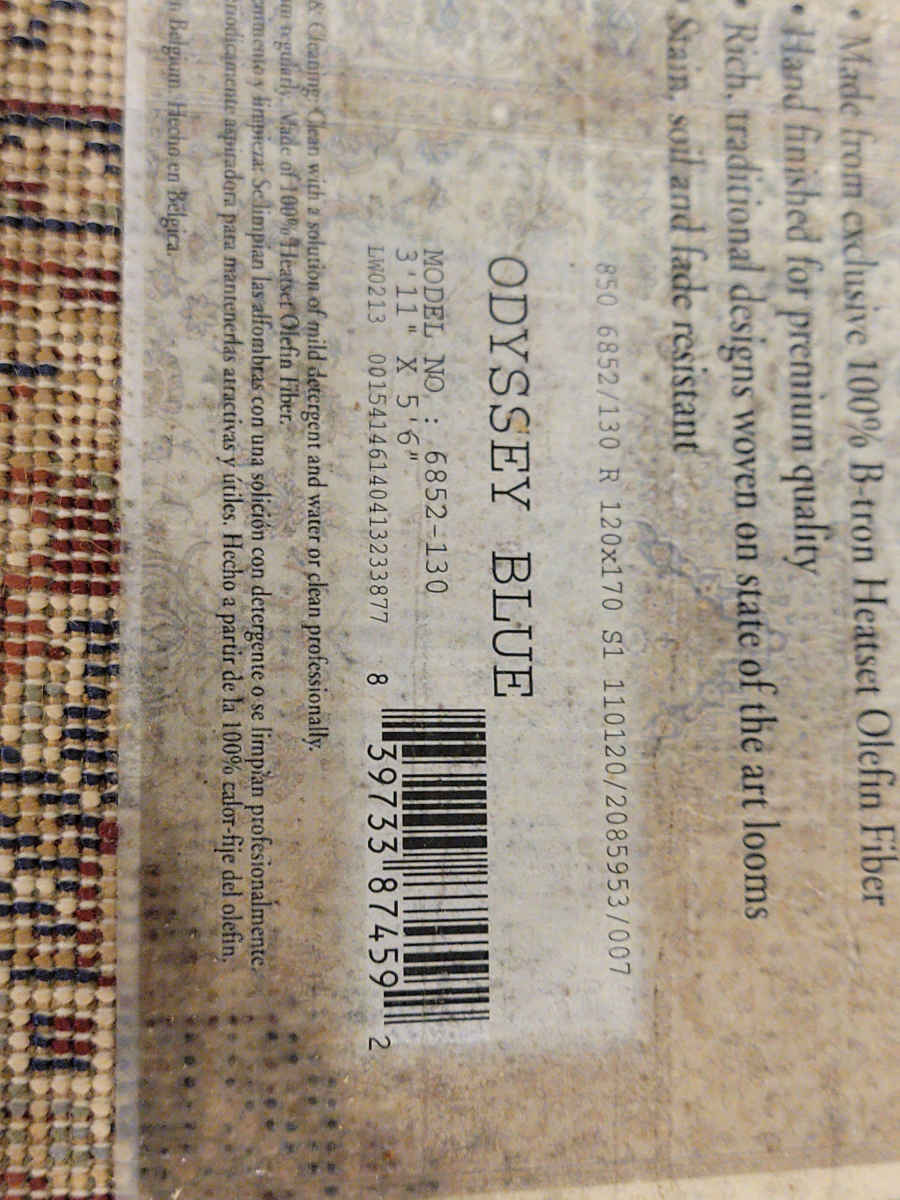 • Made from exclusive 100% B-tron Heatset Olefin Fiber
• Hand finished for premium quality
• Rich, traditional designs woven on state of the art looms
• Stain, soil and fade resistant
850 6852/130 R 120x170 S1 110120/2085953/007
ODYSSEY BLUE
MODEL NO : 6852-130
3'11" X 5'6"
LW0213 001541461404132338​77
8 39733 87459 2
& Cleaning: Clean with a solution of mild detergent and water or clean professionally.
regularly. Made of 100% Heatset Olefin Fiber.
y limpieza: Se limpian las alfombras con una solición con detergente o se limpian profesionalmente.
aspiradora para mantenerlas atractivas y útiles. Hecho a partir de la 100% calor-fije del olefin.
Belgium. Hecho en Bélgica.